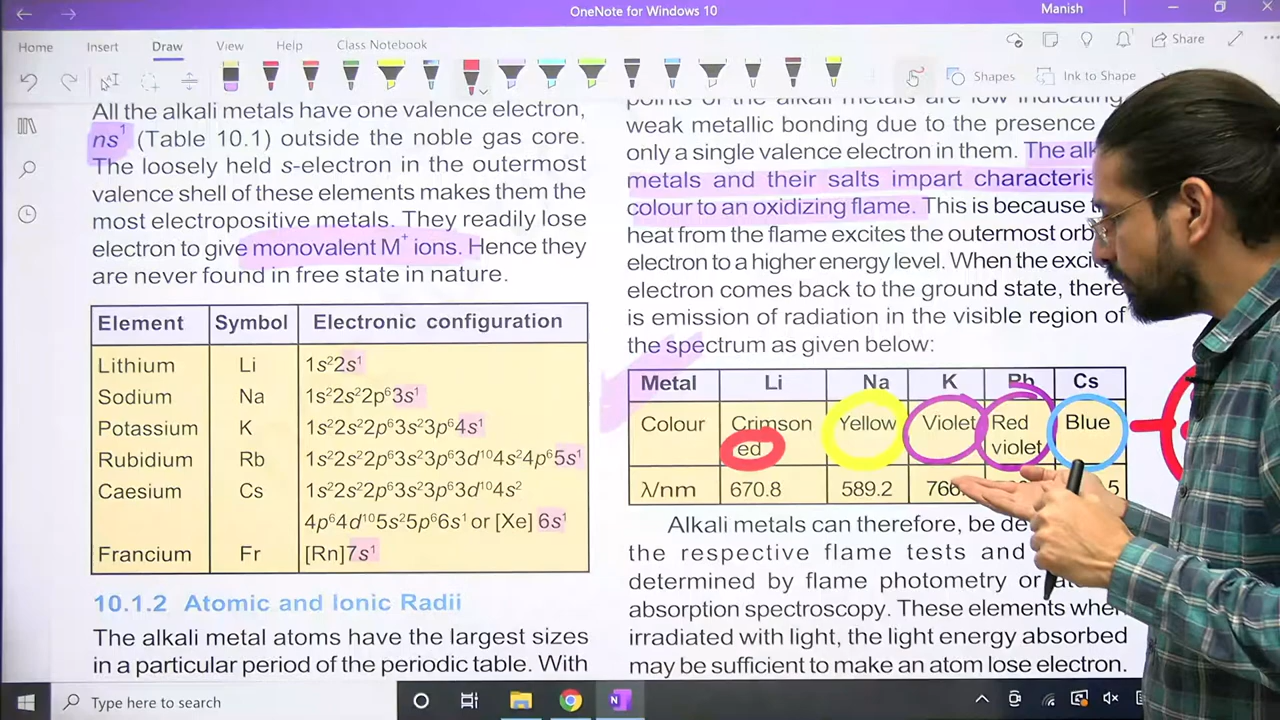 OneNote for Windows 10
Manish
Home Insert Draw View Help Class Notebook
Share
Shapes
Ink to Share
All the alkali metals have one valence electron,
ns¹ (Table 10.1) outside the noble gas core.
The loosely held s-electron in the outermost
valence shell of these elements makes them the
most electropositive metals. They readily lose
electron to give monovalent M⁺ ions. Hence they
are never found in free state in nature.
Element Symbol Electronic configuration
Lithium Li 1s²2s¹
Sodium Na 1s²2s²2p⁶3s¹
Potassium K 1s²2s²2p⁶3s²3p⁶4s¹
Rubidium Rb 1s²2s²2p⁶3s²3p⁶3d¹⁰4s²4p⁶5s¹
Caesium Cs 1s²2s²2p⁶3s²3p⁶3d¹⁰4s²
4p⁶4d¹⁰5s²5p⁶6s¹ or [Xe] 6s¹
Francium Fr [Rn]7s¹
10.1.2 Atomic and Ionic Radii
The alkali metal atoms have the largest sizes
in a particular period of the periodic table. With
points of the alkali metals are low indicating
weak metallic bonding due to the presence
only a single valence electron in them. The
metals and their salts impart
colour to an oxidizing flame. This is because
heat from the flame excites the outermost
electron to a higher energy level. When the
electron comes back to the ground state, there
is emission of radiation in the visible region of
the spectrum as given below:
Metal Li Na K Rb Cs
Colour Crimson Yellow Violet Red Blue
ed violet
λ/nm 670.8 589.2
Alkali metals can therefore, be
the respective flame tests and
determined by flame photometry or
absorption spectroscopy. These elements when
irradiated with light, the light energy absorbed
may be sufficient to make an atom lose electron.
Type here to search